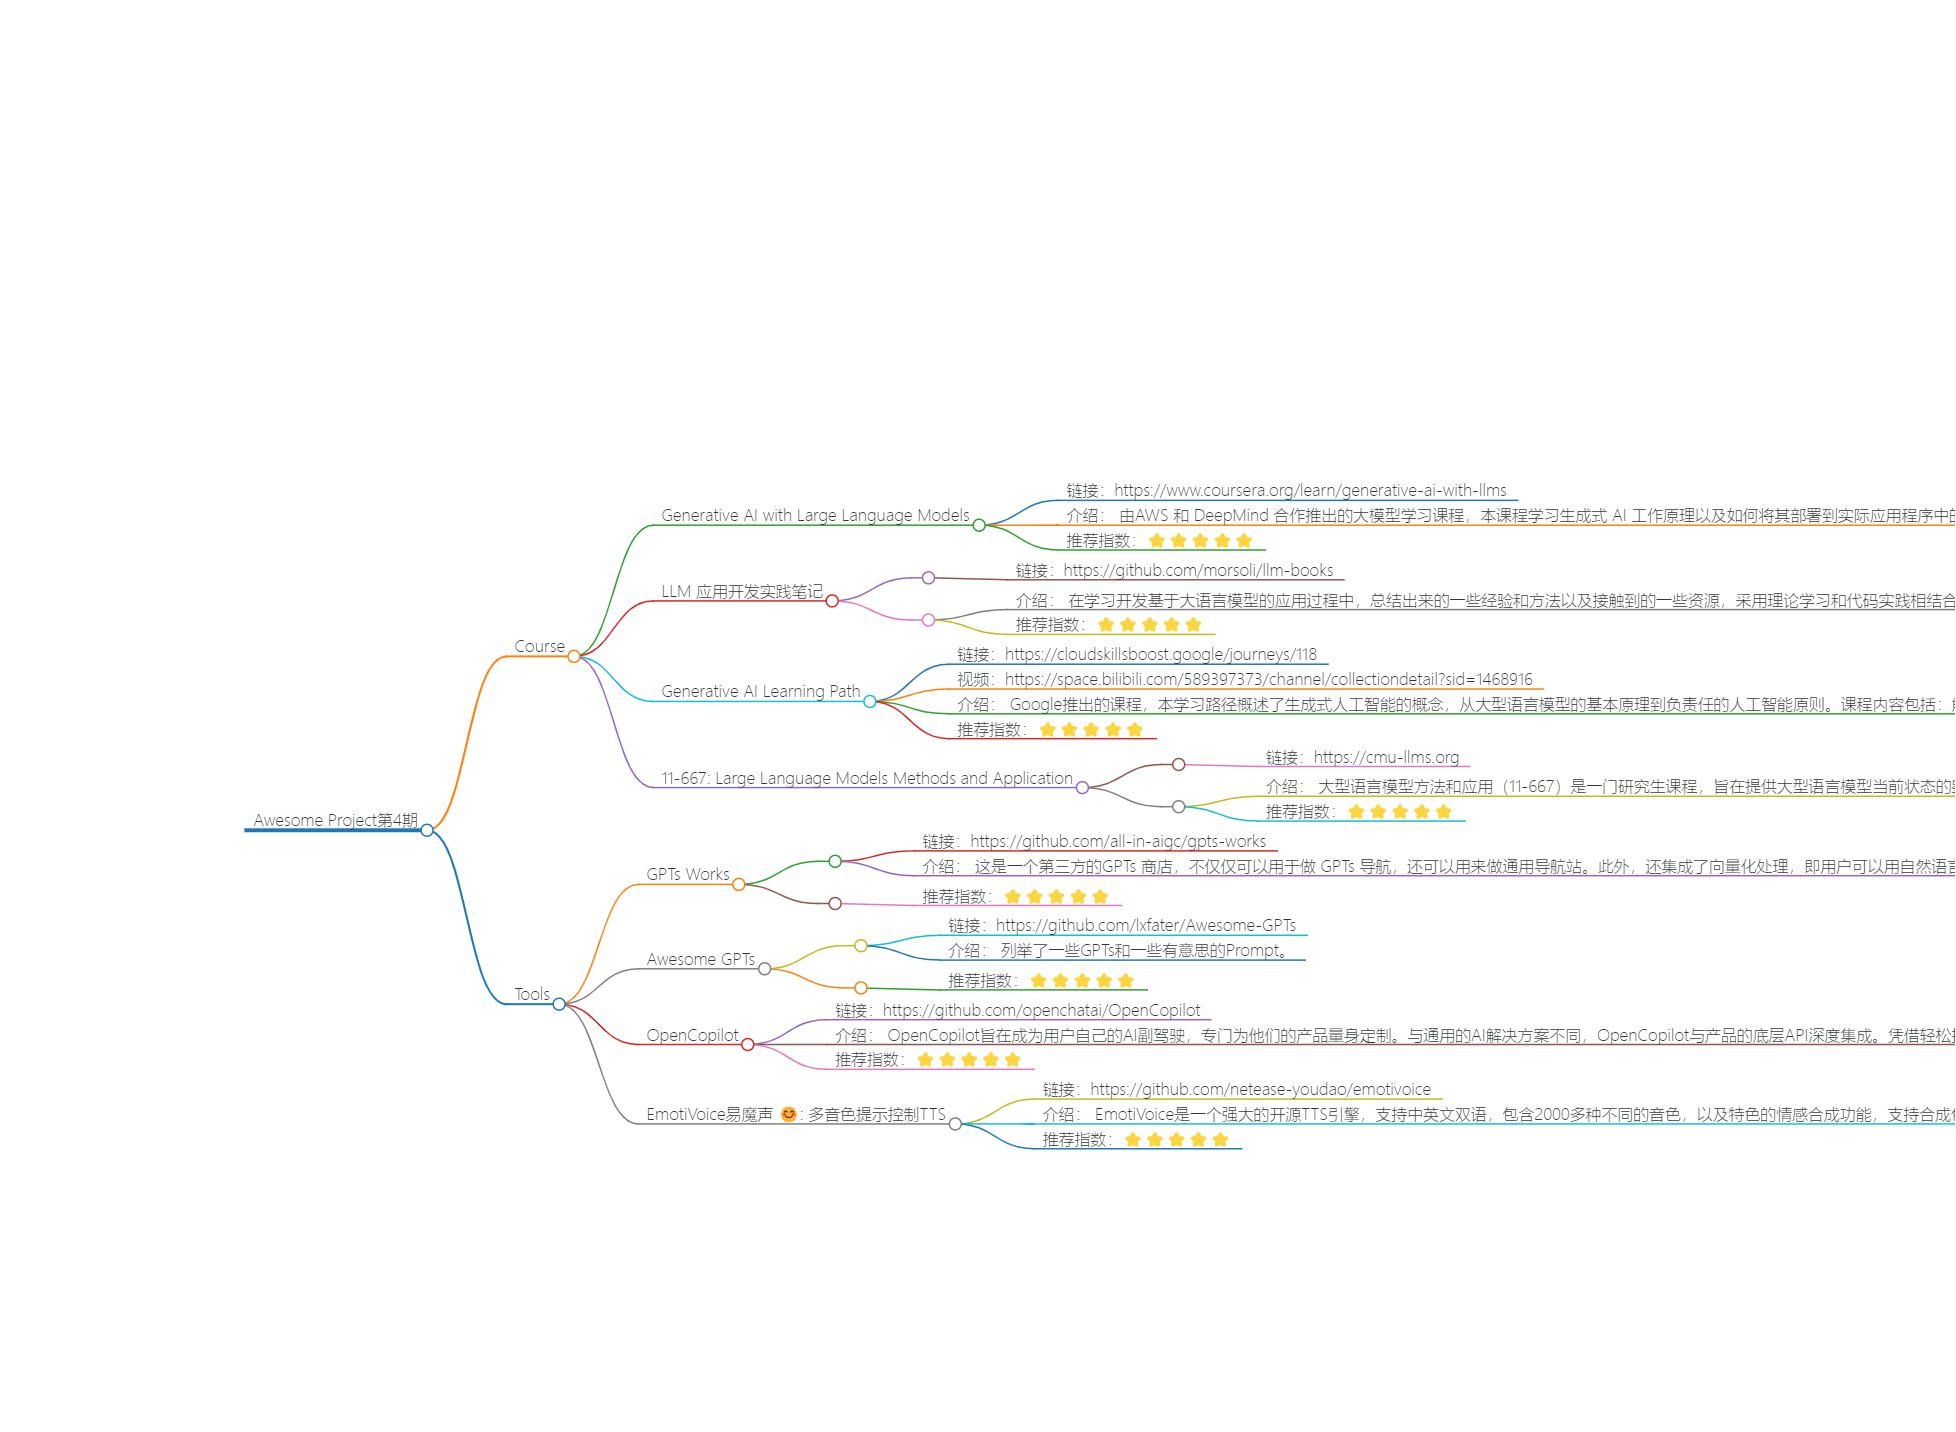 Awesome Project第4期
Course
Generative AI with Large Language Models
链接：https://www.coursera.org/learn/generative-ai-with-llms
介绍： 由AWS 和 DeepMind 合作推出的大模型学习课程，本课程学习生成式 AI 工作原理以及如何将其部署到实际应用程序中
推荐指数：⭐⭐⭐⭐⭐
LLM 应用开发实践笔记
链接：https://github.com/morsoli/llm-books
介绍： 在学习开发基于大语言模型的应用过程中，总结出来的一些经验和方法以及接触到的一些资源，采用理论学习和代码实践相结合
推荐指数：⭐⭐⭐⭐⭐
Generative AI Learning Path
链接：https://cloudskillsboost.google/journeys/118
视频：https://space.bilibili.com/589397373/channel/collectiondetail?sid=1468916
介绍： Google推出的课程，本学习路径概述了生成式人工智能的概念，从大型语言模型的基本原理到负责任的人工智能原则。课程内容包括：
推荐指数：⭐⭐⭐⭐⭐
11-667: Large Language Models Methods and Application
链接：https://cmu-llms.org
介绍： 大型语言模型方法和应用（11-667）是一门研究生课程，旨在提供大型语言模型当前状态的
推荐指数：⭐⭐⭐⭐⭐
Tools
GPTs Works
链接：https://github.com/all-in-aigc/gpts-works
介绍： 这是一个第三方的GPTs 商店，不仅仅可以用于做 GPTs 导航，还可以用来做通用导航站。此外，还集成了向量化处理，即用户可以用自然语言
推荐指数：⭐⭐⭐⭐⭐
Awesome GPTs
链接：https://github.com/lxfater/Awesome-GPTs
介绍： 列举了一些GPTs和一些有意思的Prompt。
推荐指数：⭐⭐⭐⭐⭐
OpenCopilot
链接：https://github.com/openchatai/OpenCopilot
介绍： OpenCopilot旨在成为用户自己的AI副驾驶，专门为他们的产品量身定制。与通用的AI解决方案不同，OpenCopilot与产品的底层API深度集成。凭借轻松
推荐指数：⭐⭐⭐⭐⭐
EmotiVoice易魔声 😊: 多音色提示控制TTS
链接：https://github.com/netease-youdao/emotivoice
介绍： EmotiVoice是一个强大的开源TTS引擎，支持中英文双语，包含2000多种不同的音色，以及特色的情感合成功能，支持合成
推荐指数：⭐⭐⭐⭐⭐